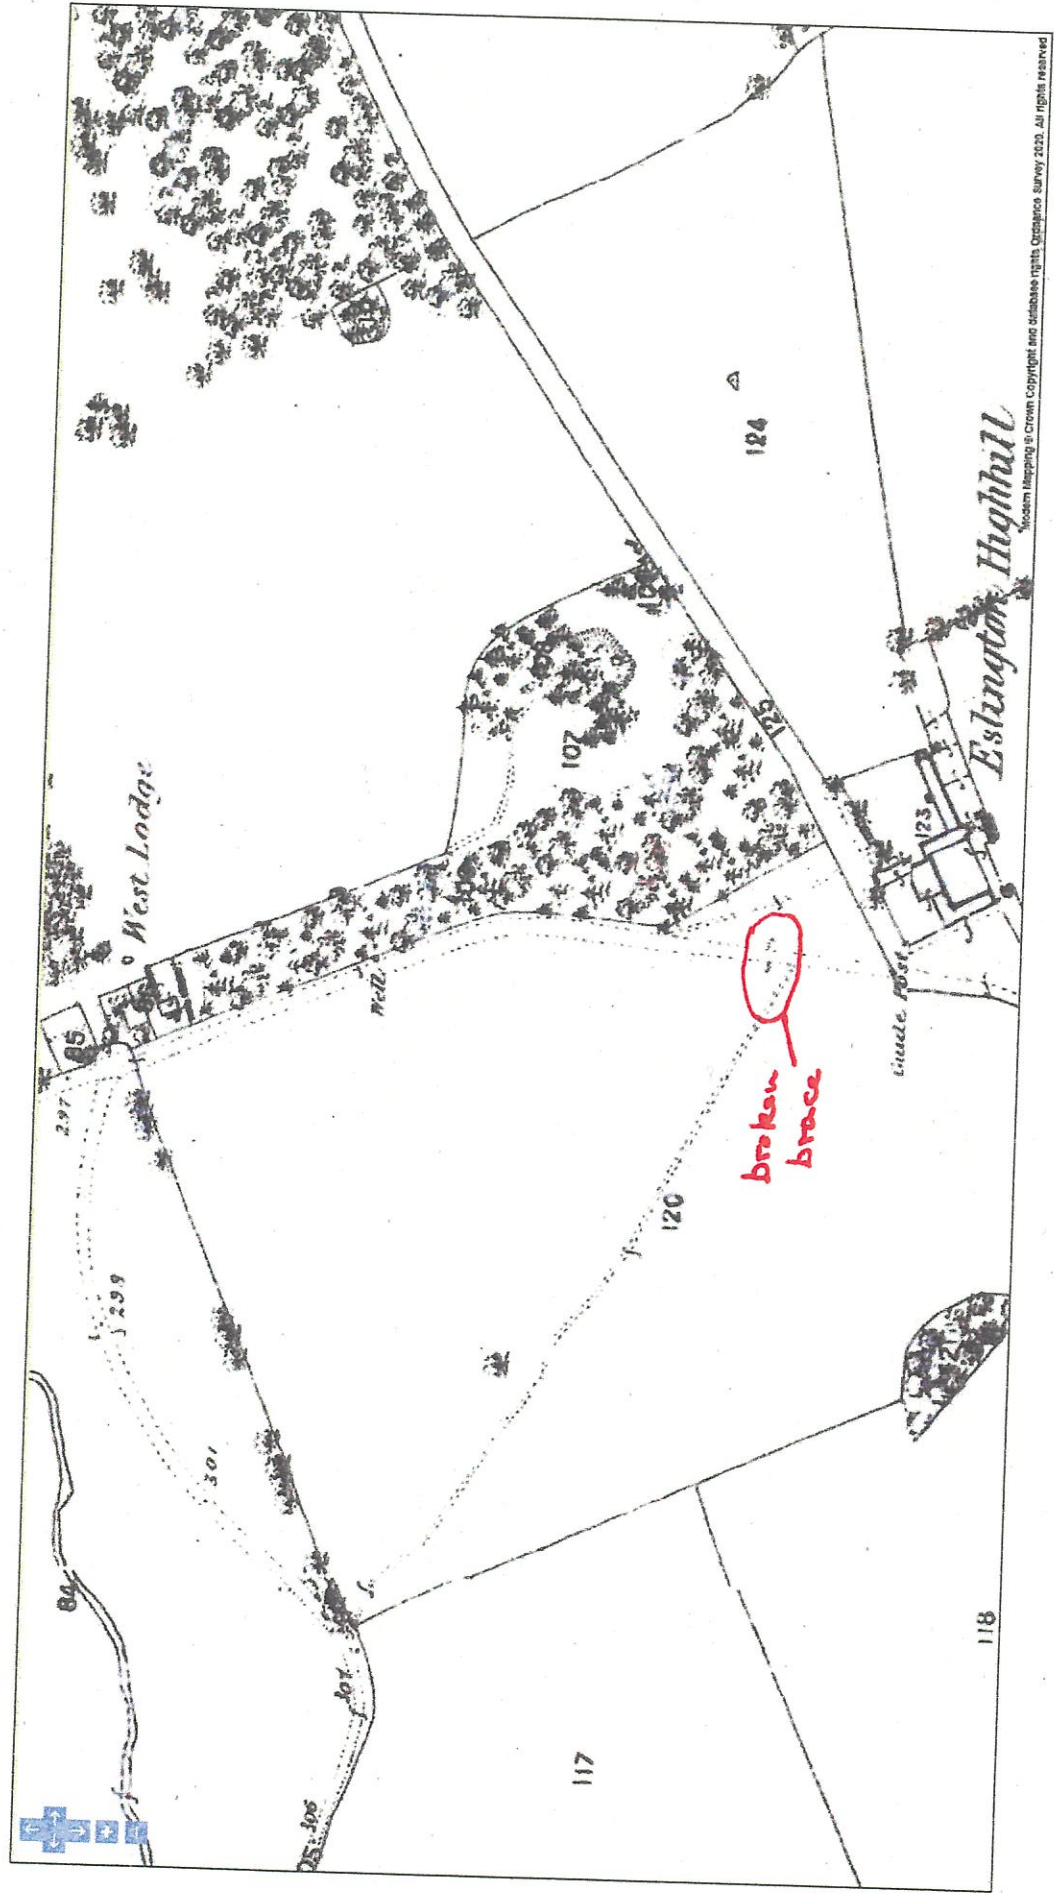 West Lodge
85
297
299
301
84
307
306
Well
107
125
124
123
Eslington Highhill
Guide Post
broken
brace
120
117
118
Modern Mapping © Crown Copyright and database rights Ordnance Survey 2020. All rights reserved